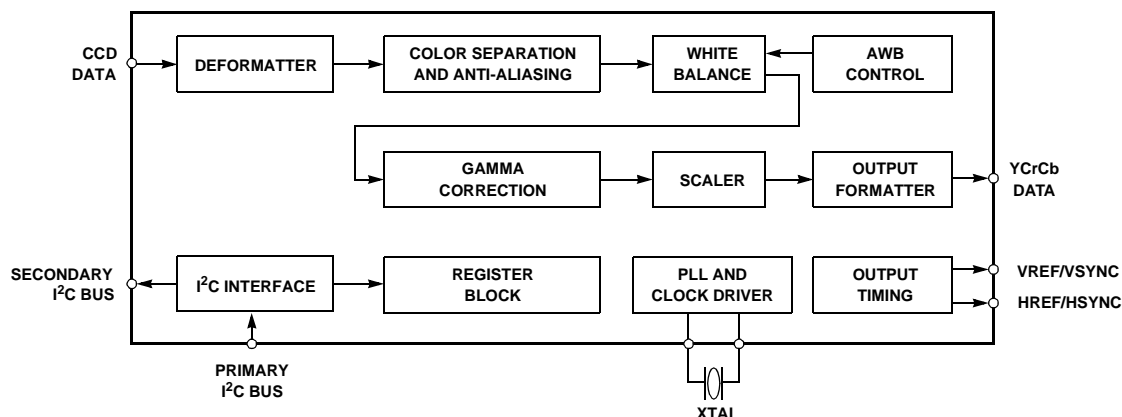 CCD
DATA
DEFORMATTER
COLOR SEPARATION
AND ANTI-ALIASING
WHITE
BALANCE
AWB
CONTROL
GAMMA
CORRECTION
SCALER
OUTPUT
FORMATTER
YCrCb
DATA
SECONDARY
I²C BUS
I²C INTERFACE
REGISTER
BLOCK
PLL AND
CLOCK DRIVER
OUTPUT
TIMING
VREF/VSYNC
HREF/HSYNC
PRIMARY
I²C BUS
XTAL